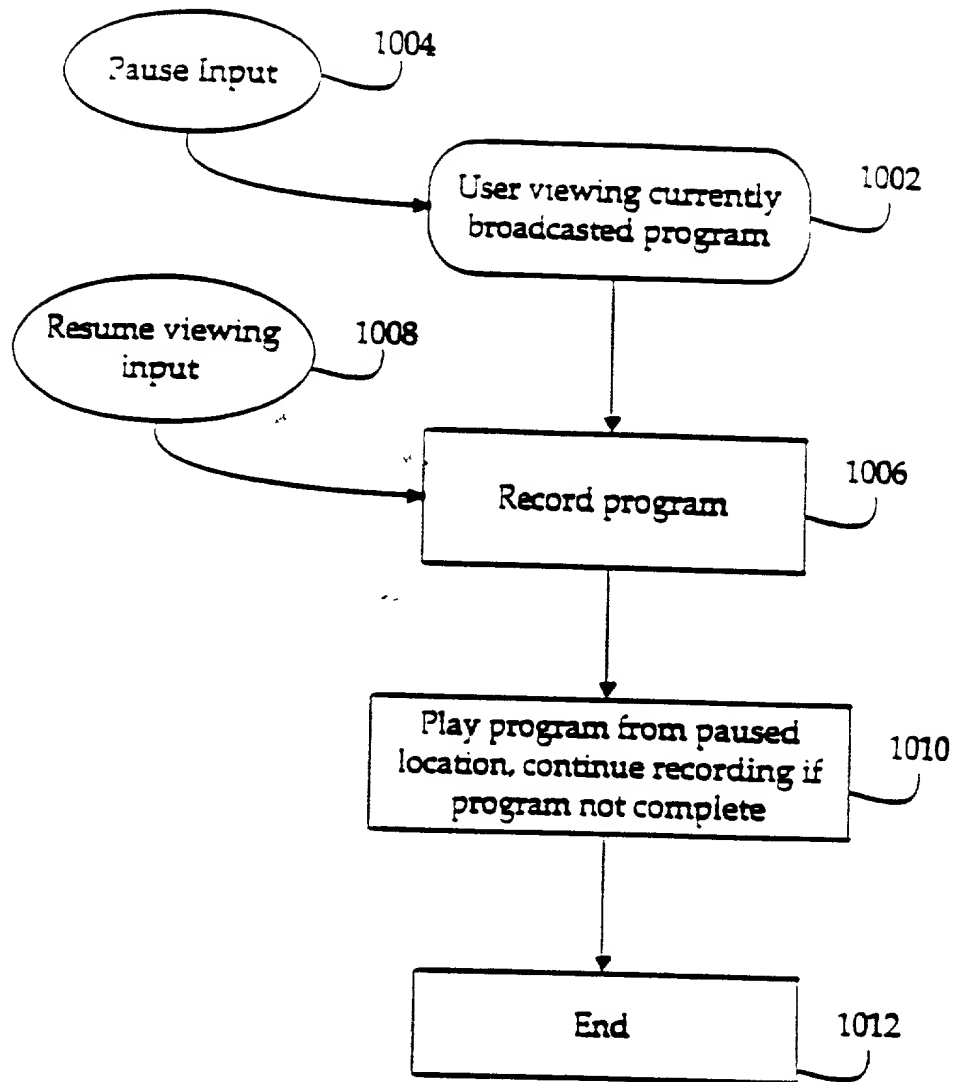 1004
Pause Input
1002
User viewing currently
broadcasted program
1008
Resume viewing
input
1006
Record program
1010
Play program from paused
location, continue recording if
program not complete
End
1012